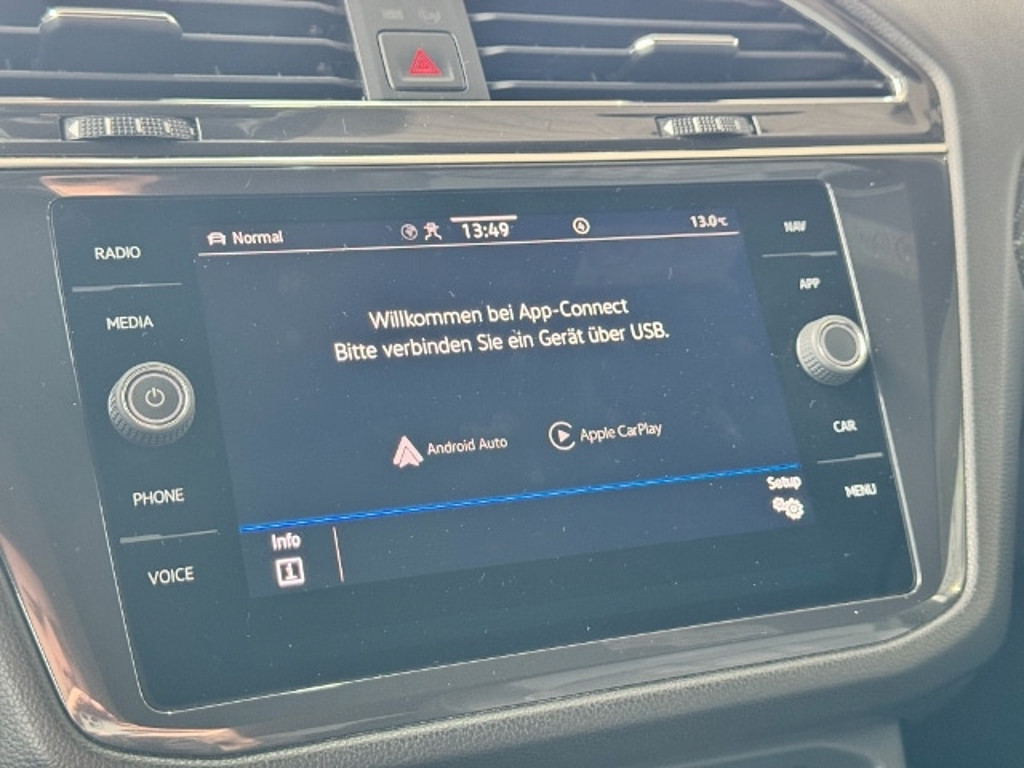 RADIO
MEDIA
PHONE
VOICE
Normal
13:49
4
13.0°C
Willkommen bei App-Connect
Bitte verbinden Sie ein Gerät über USB.
Android Auto
Apple CarPlay
Info
Setup
NAV
APP
CAR
MENU